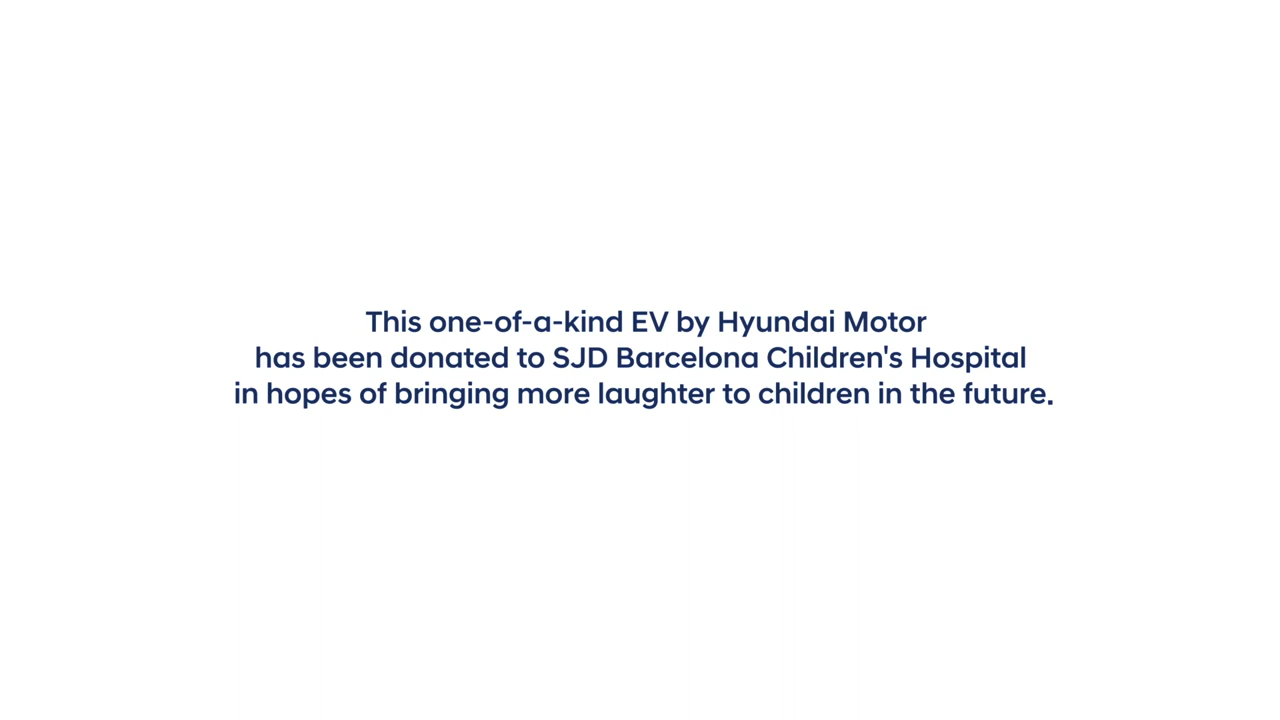 This one-of-a-kind EV by Hyundai Motor
has been donated to SJD Barcelona Children's Hospital
in hopes of bringing more laughter to children in the future.